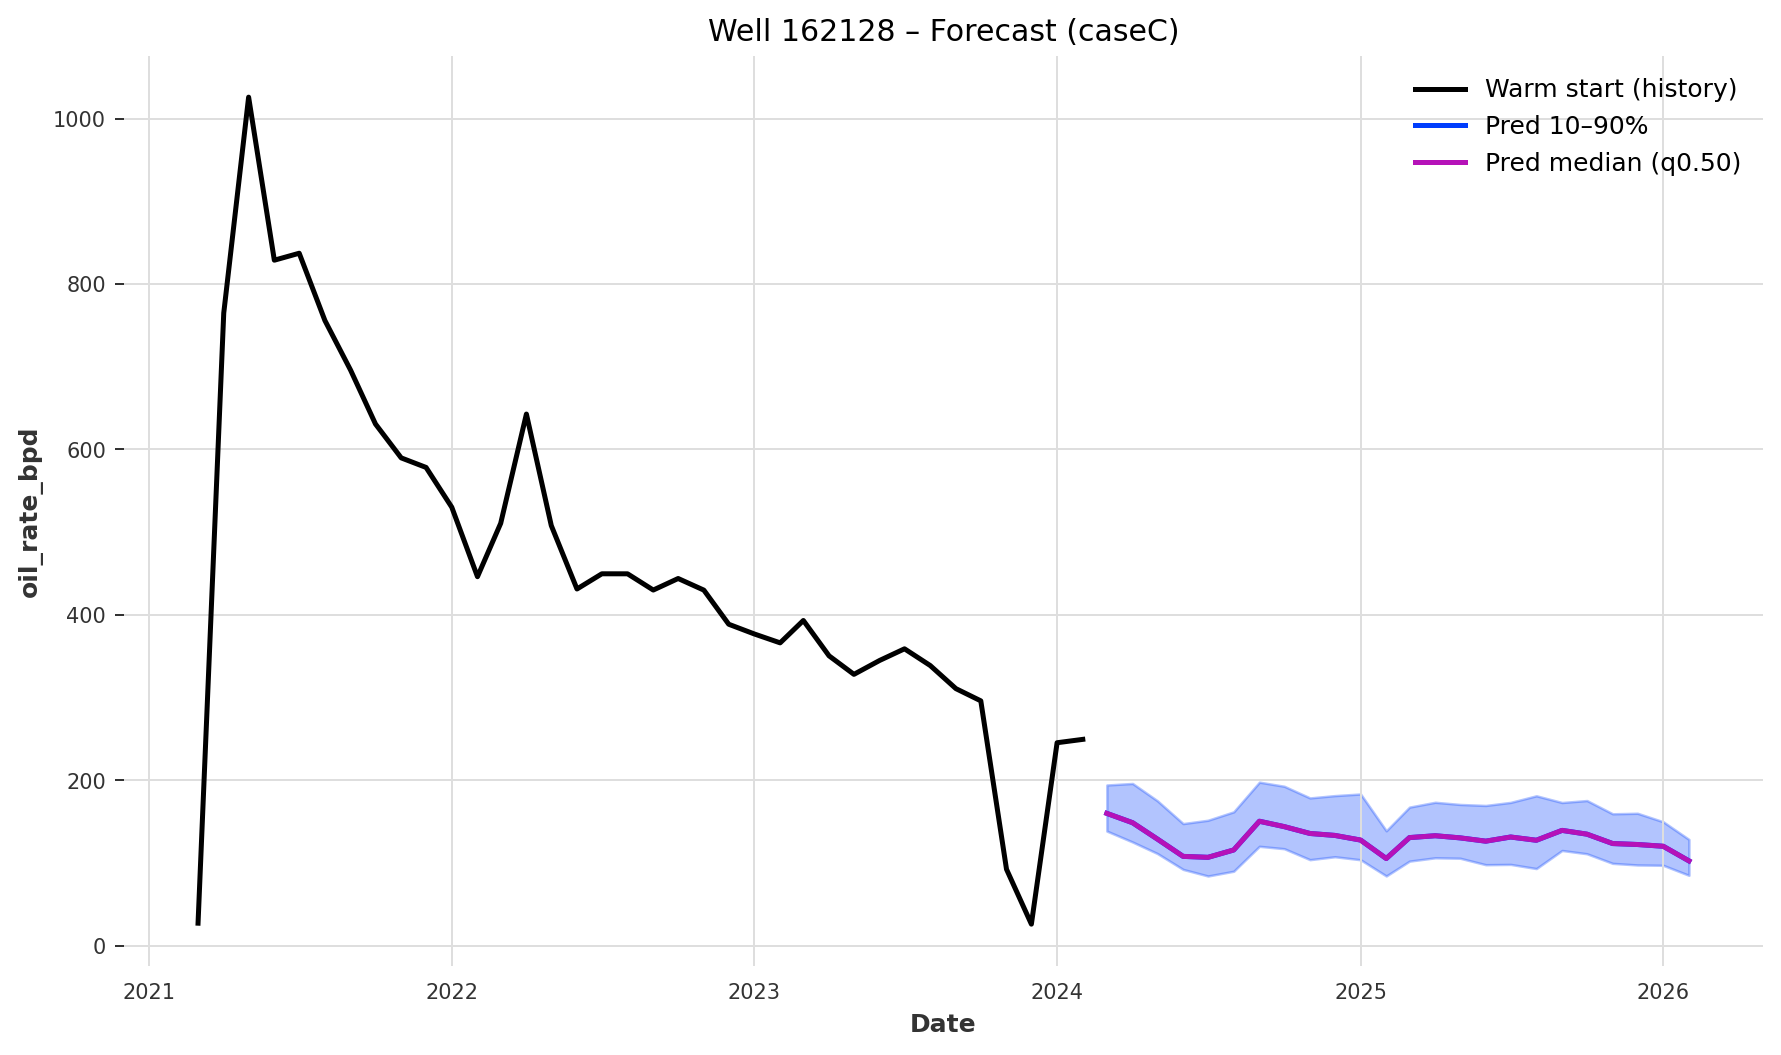 Well 162128 – Forecast (caseC)
Warm start (history)
Pred 10–90%
Pred median (q0.50)
oil_rate_bpd
1000
800
600
400
200
0
2021 2022 2023 2024 2025 2026
Date